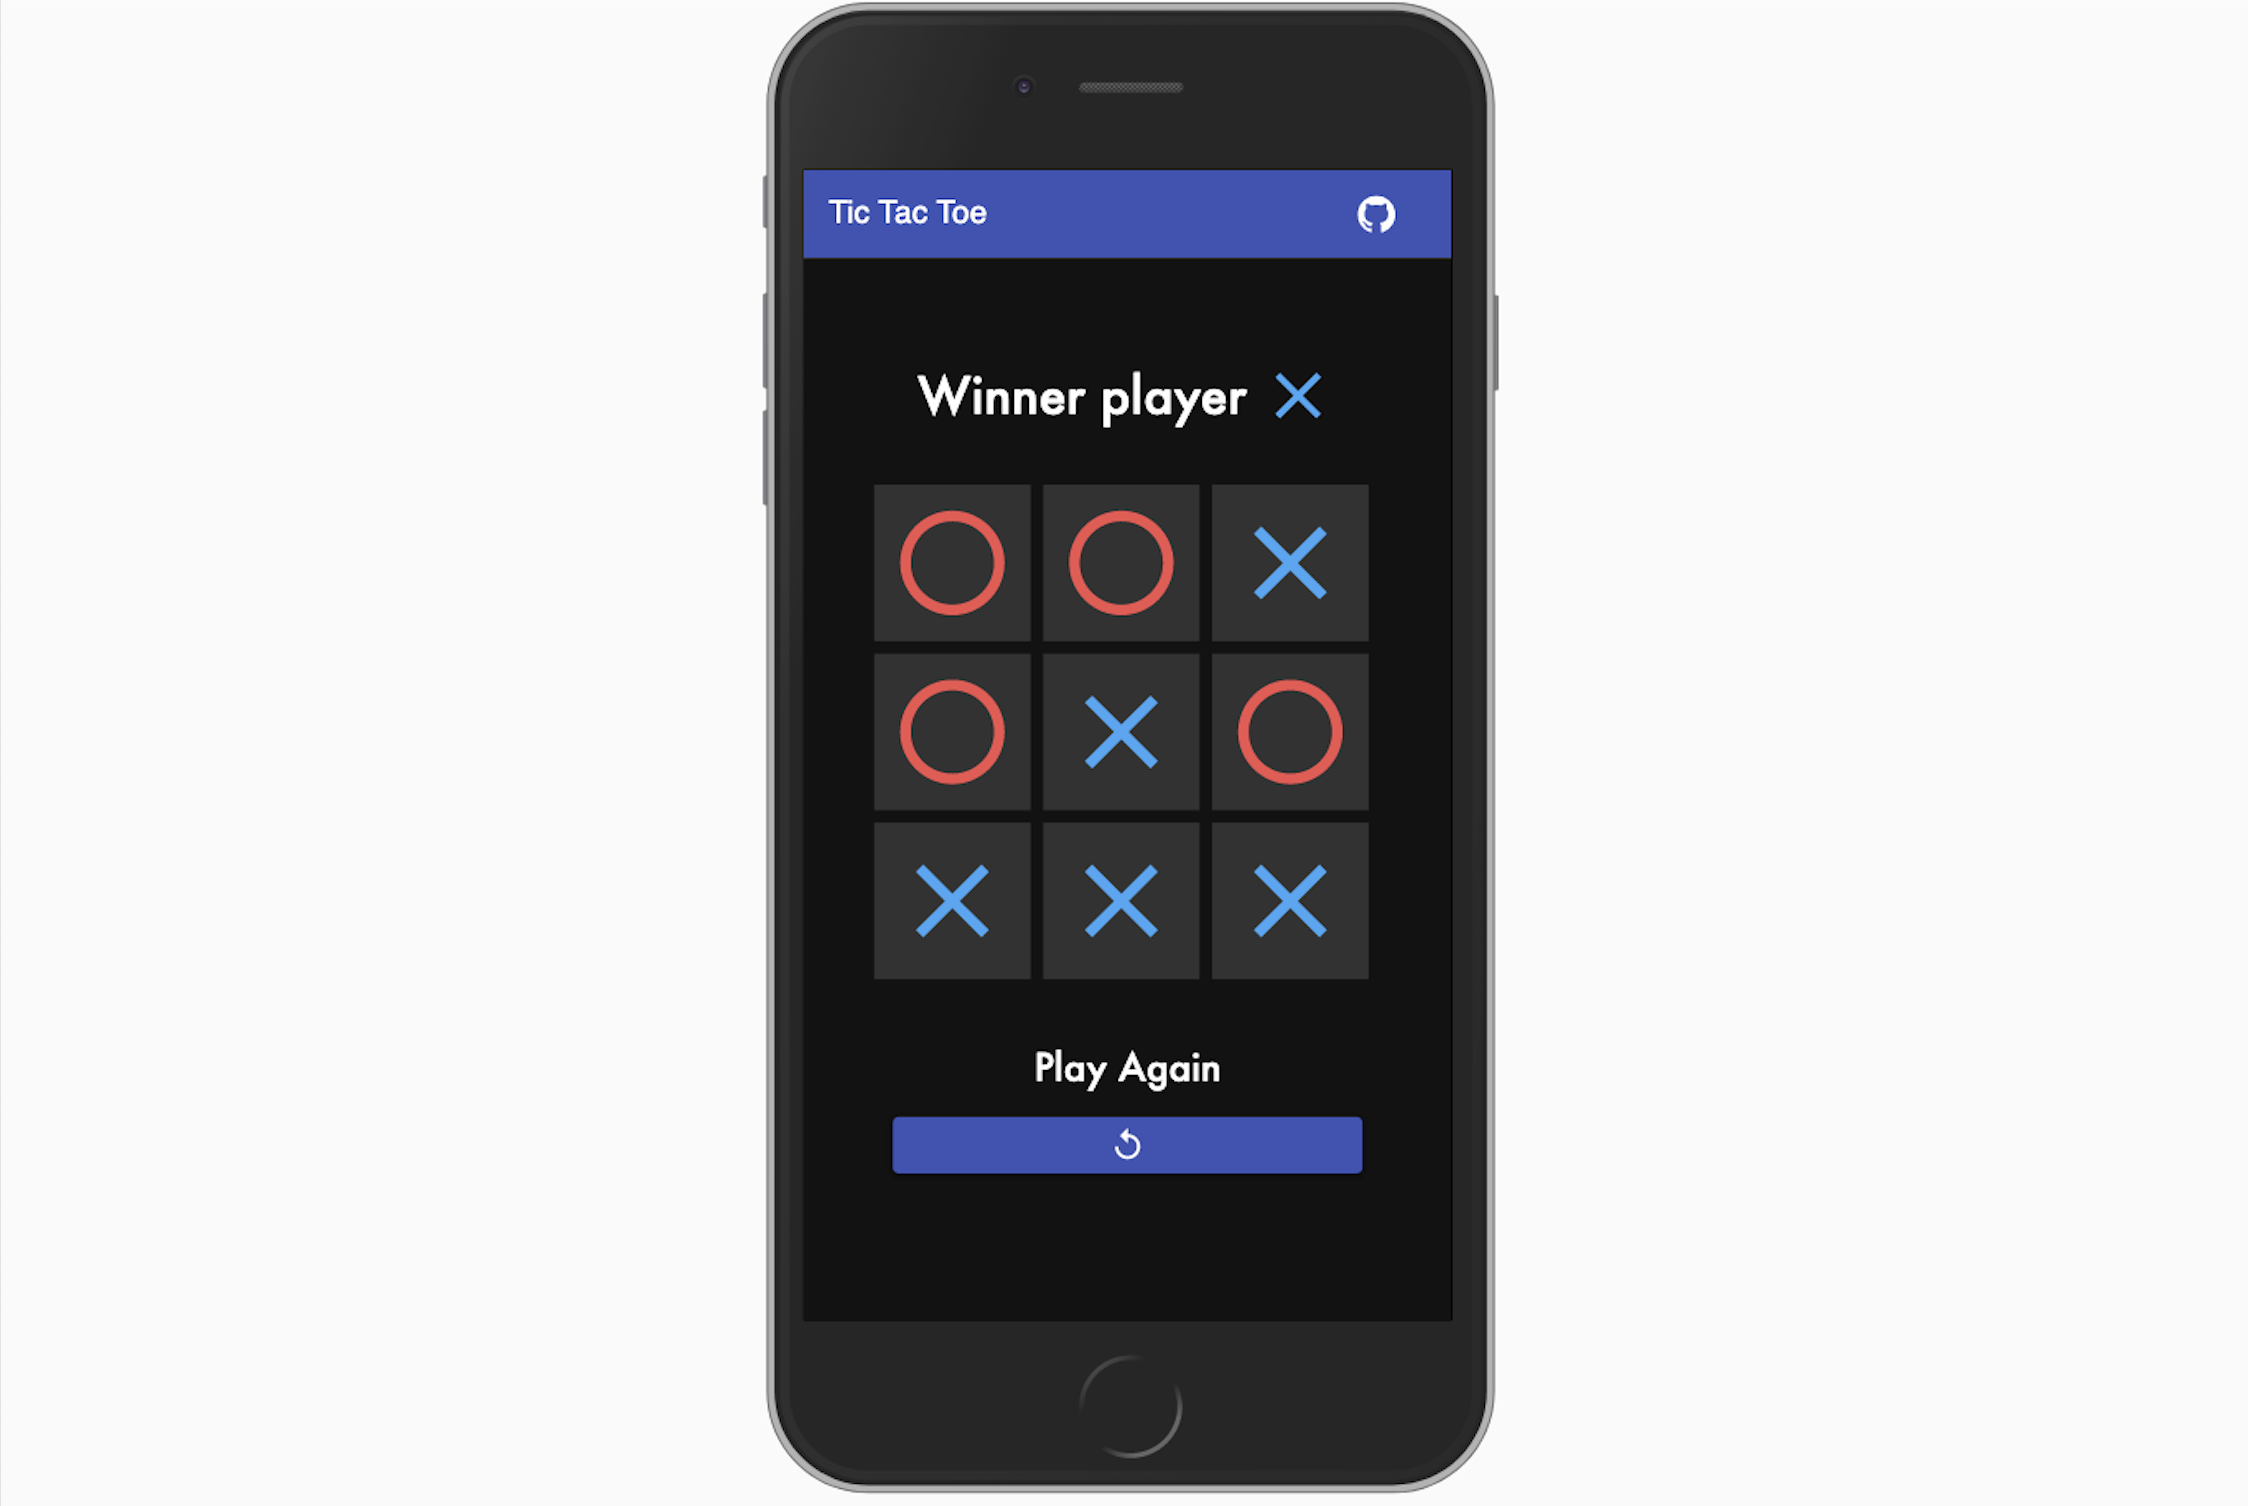 Tic Tac Toe
Winner player X
O O X
O X O
X X X
Play Again